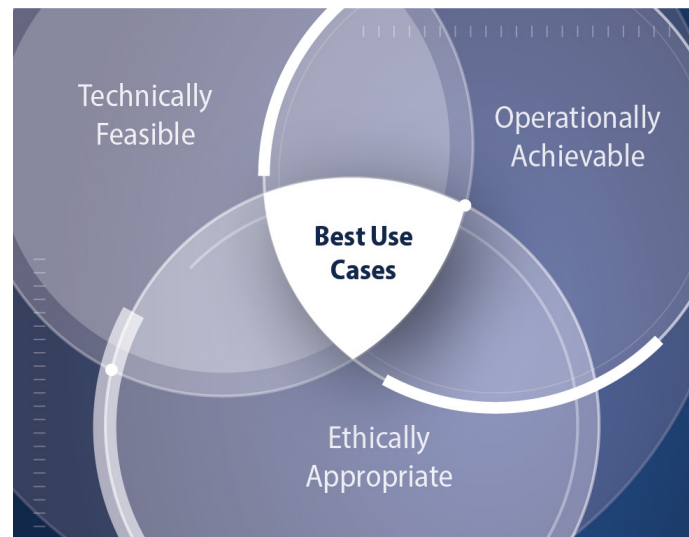 Technically
Feasible
Operationally
Achievable
Best Use
Cases
Ethically
Appropriate